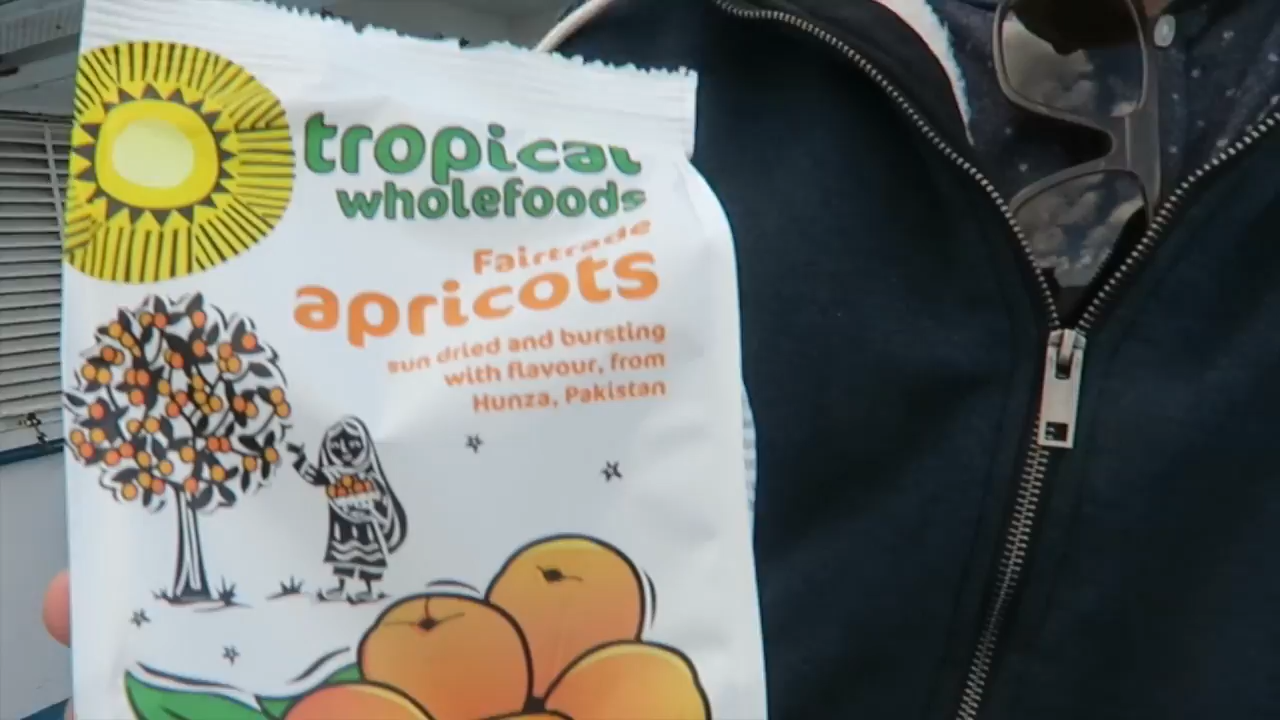 tropical
wholefoods
Fairtrade
apricots
sun dried and bursting
with flavour, from
Hunza, Pakistan